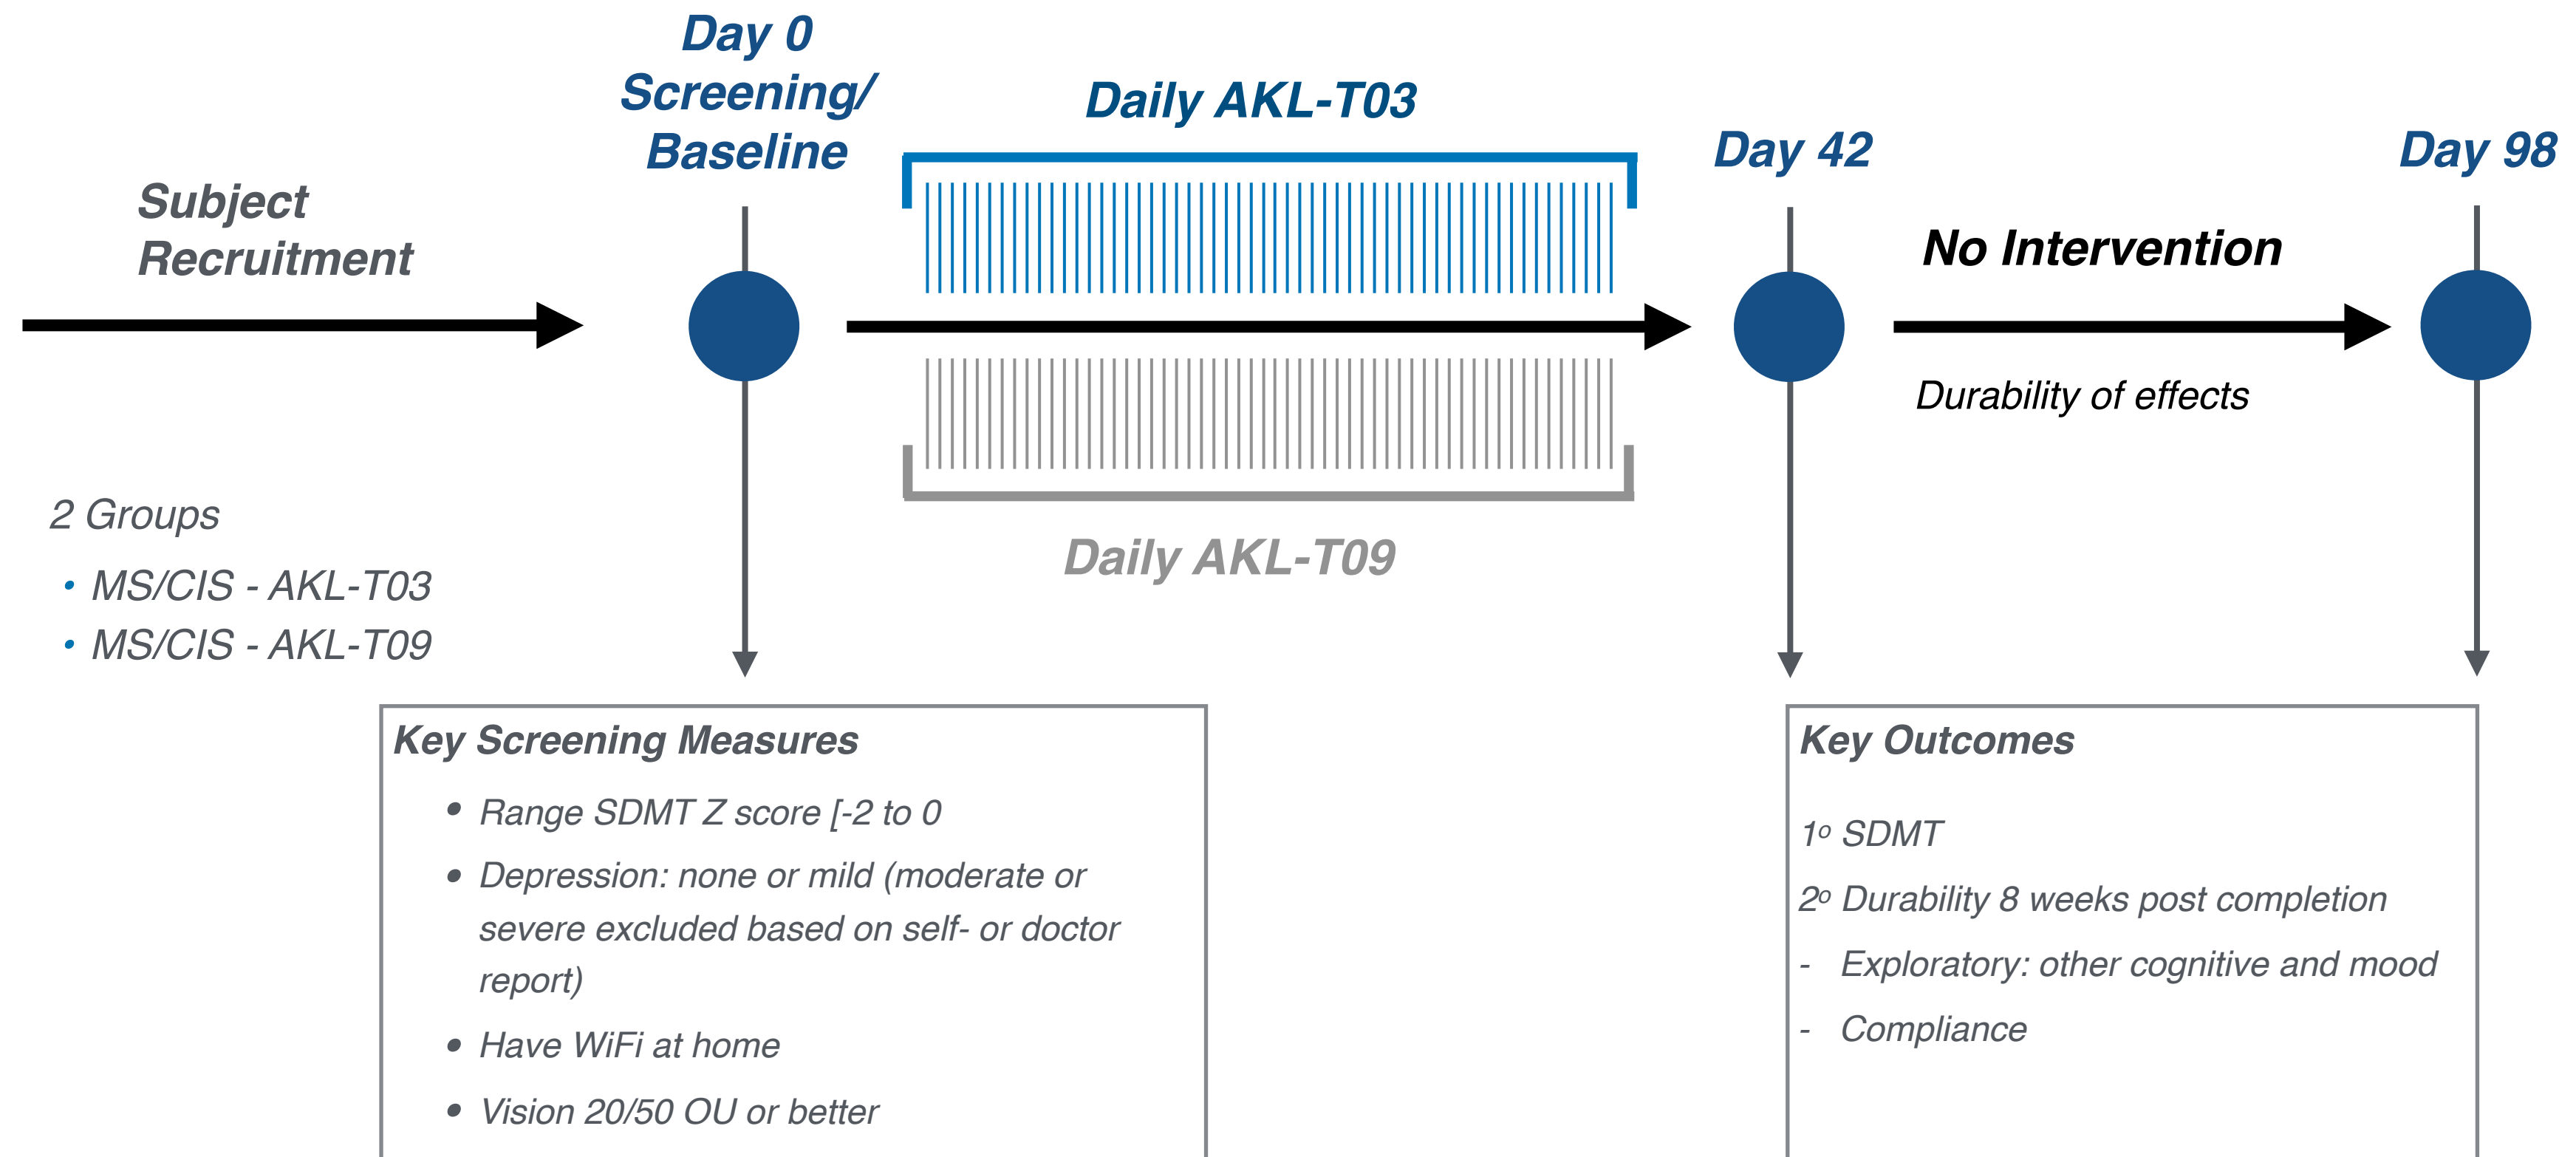 Day 0
Screening/
Baseline
Daily AKL-T03
Day 42
Day 98
Subject
Recruitment
No Intervention
Durability of effects
2 Groups
• MS/CIS - AKL-T03
• MS/CIS - AKL-T09
Daily AKL-T09
Key Screening Measures
• Range SDMT Z score [-2 to 0
• Depression: none or mild (moderate or
severe excluded based on self- or doctor
report)
• Have WiFi at home
• Vision 20/50 OU or better
Key Outcomes
1º SDMT
2º Durability 8 weeks post completion
- Exploratory: other cognitive and mood
- Compliance